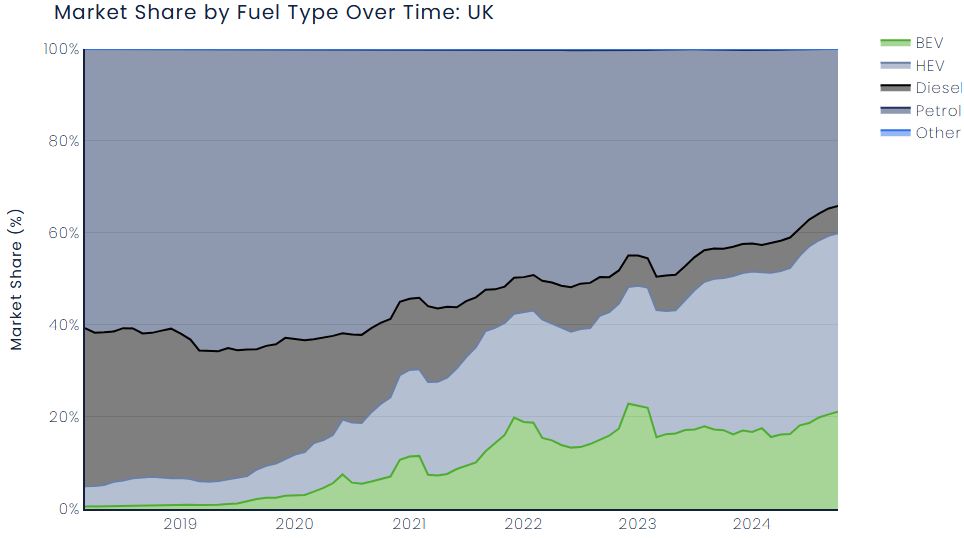 Market Share by Fuel Type Over Time: UK
BEV
HEV
Diesel
Petrol
Other
Market Share (%)
100%
80%
60%
40%
20%
0%
2019
2020
2021
2022
2023
2024